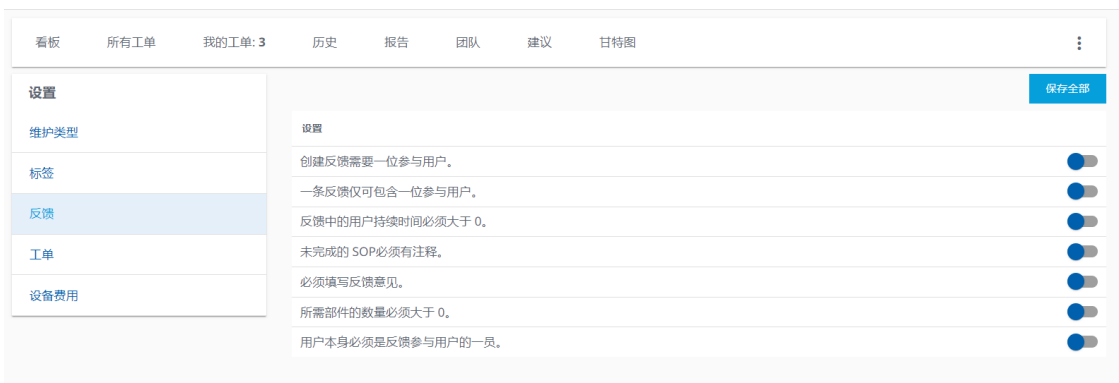 看板 所有工单 我的工单: 3 历史 报告 团队 建议 甘特图
设置
保存全部
维护类型
标签
反馈
工单
设备费用
设置
创建反馈需要一位参与用户。
一条反馈仅可包含一位参与用户。
反馈中的用户持续时间必须大于 0。
未完成的 SOP必须有注释。
必须填写反馈意见。
所需部件的数量必须大于 0。
用户本身必须是反馈参与用户的一员。